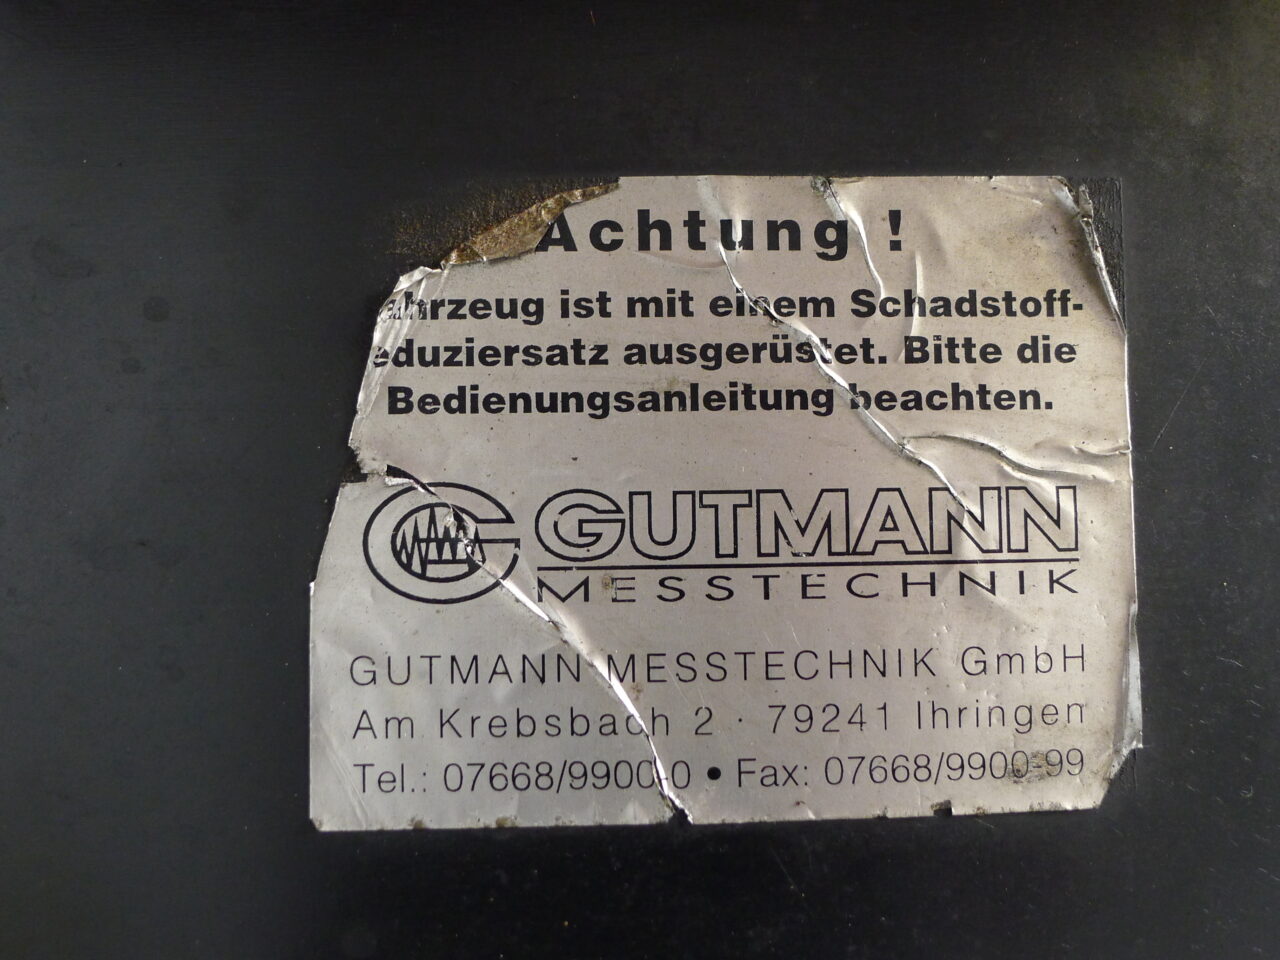 Achtung !
ahrzeug ist mit einem Schadstoff-
eduziersatz ausgerüstet. Bitte die
Bedienungsanleitung beachten.
GUTMANN
MESSTECHNIK
GUTMANN MESSTECHNIK GmbH
Am Krebsbach 2 · 79241 Ihringen
Tel.: 07668/9900-0 • Fax: 07668/9900-99